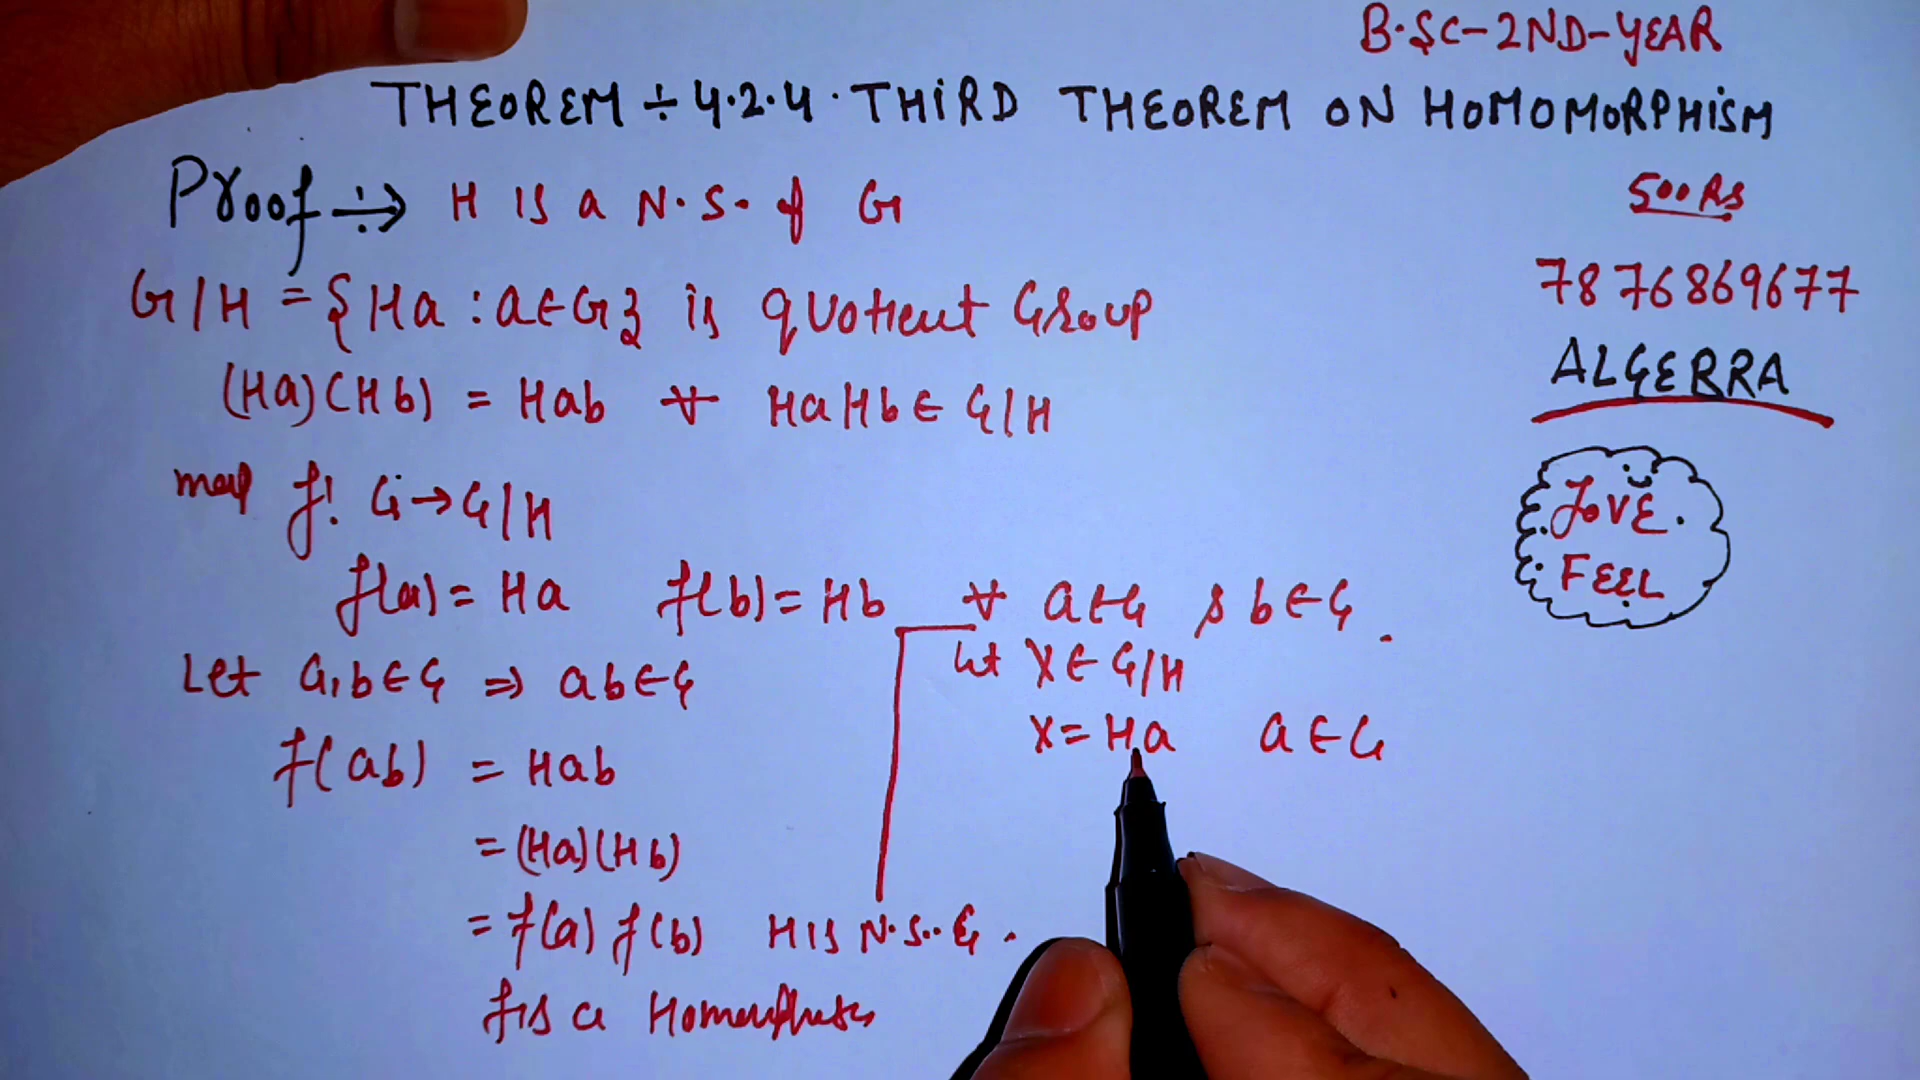 B.SC-2ND-YEAR
THEOREM ÷ 4.2.4. THIRD THEOREM ON HOMOMORPHISM
Proof ÷→ H IS a N.S. of G
500 Rs
G/H = {Ha : a∈G} is quotient Group
7876869677
(Ha)(Hb) = Hab ∀ Ha Hb ∈ G/H
ALGERRA
map f! G→G/H
LOVE.
FEEL
f(a) = Ha f(b) = Hb ∀ a∈G & b∈G.
Let a,b∈G ⇒ ab∈G
let X∈G/H
X = Ha a∈G
f(ab) = Hab
= (Ha)(Hb)
= f(a) f(b) H is N.S.. G.
f is a